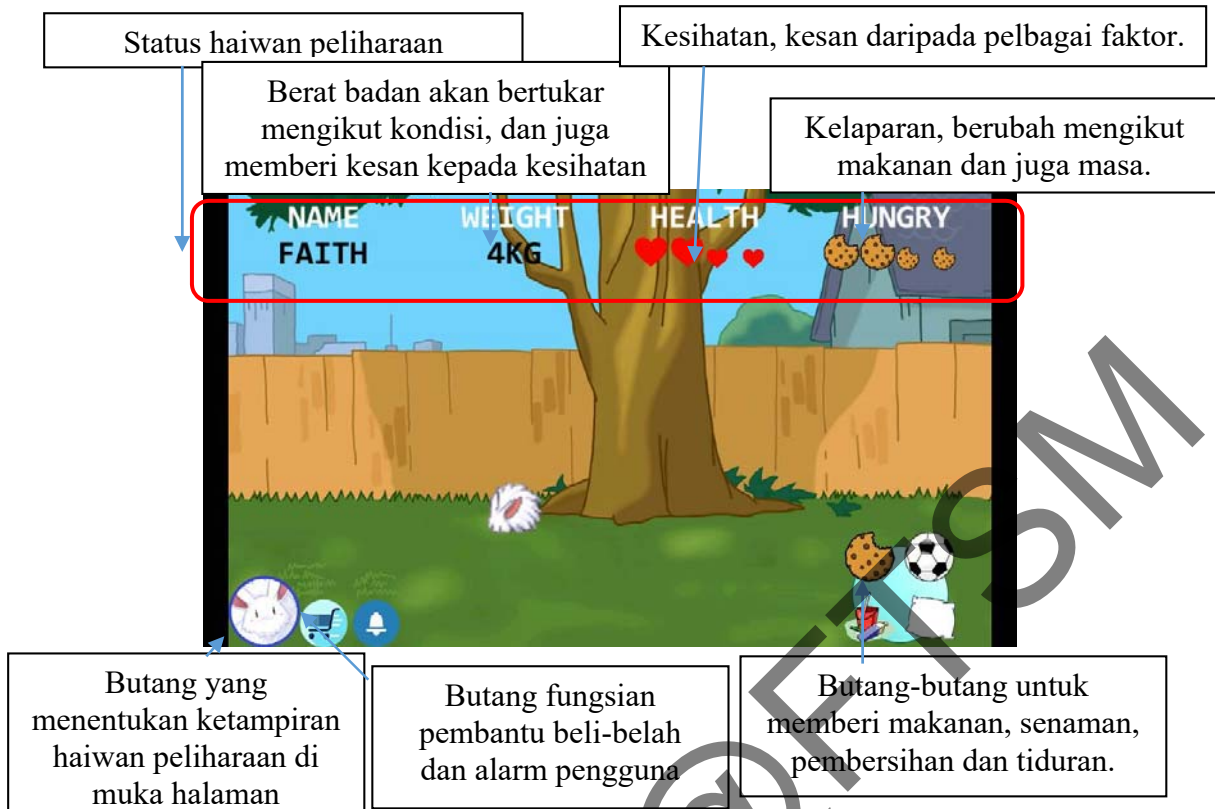 Status haiwan peliharaan
Kesihatan, kesan daripada pelbagai faktor.
Berat badan akan bertukar
mengikut kondisi, dan juga
memberi kesan kepada kesihatan
Kelaparan, berubah mengikut
makanan dan juga masa.
NAME
WEIGHT
HEALTH
HUNGRY
FAITH
4KG
Butang yang
menentukan ketampiran
haiwan peliharaan di
muka halaman
Butang fungsian
pembantu beli-belah
dan alarm pengguna
Butang-butang untuk
memberi makanan, senaman,
pembersihan dan tiduran.
@FTSM